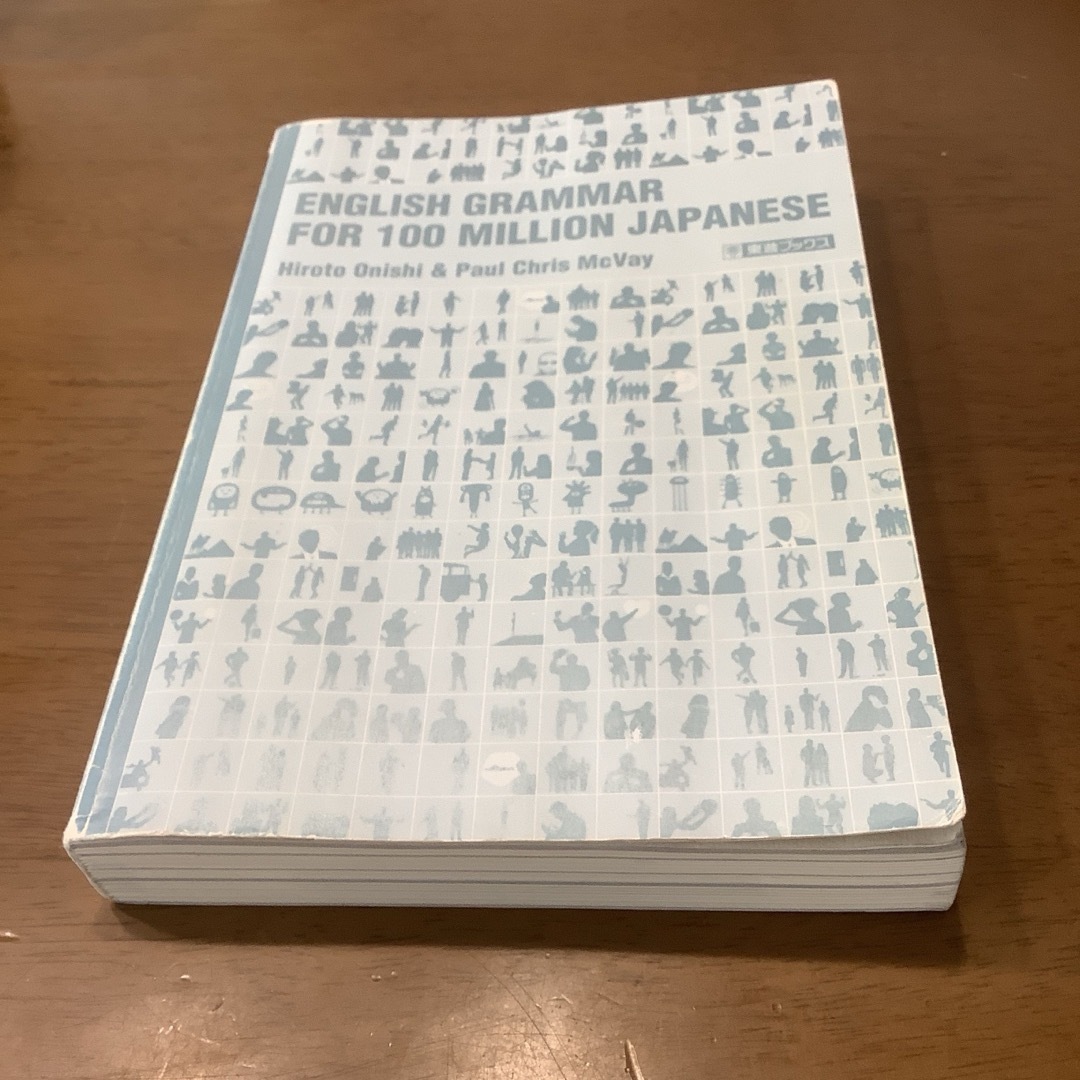 ENGLISH GRAMMAR
FOR 100 MILLION JAPANESE
Hiroto Onishi & Paul Chris McVay
東進ブックス